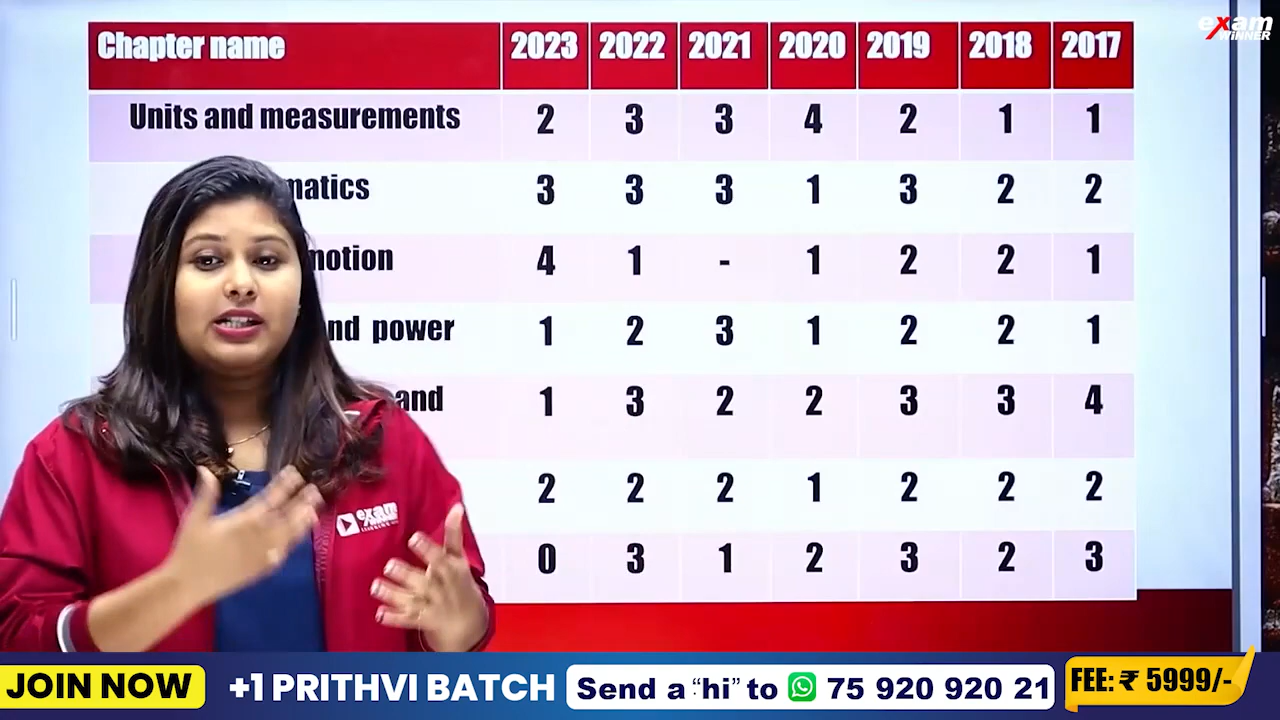 exam
WINNER
Chapter name 2023 2022 2021 2020 2019 2018 2017
Units and measurements 2 3 3 4 2 1 1
matics 3 3 3 1 3 2 2
motion 4 1 - 1 2 2 1
nd power 1 2 3 1 2 2 1
and 1 3 2 2 3 3 4
2 2 2 1 2 2 2
0 3 1 2 3 2 3
exam
JOIN NOW +1 PRITHVI BATCH Send a “hi” to 75 920 920 21 FEE: ₹ 5999/-